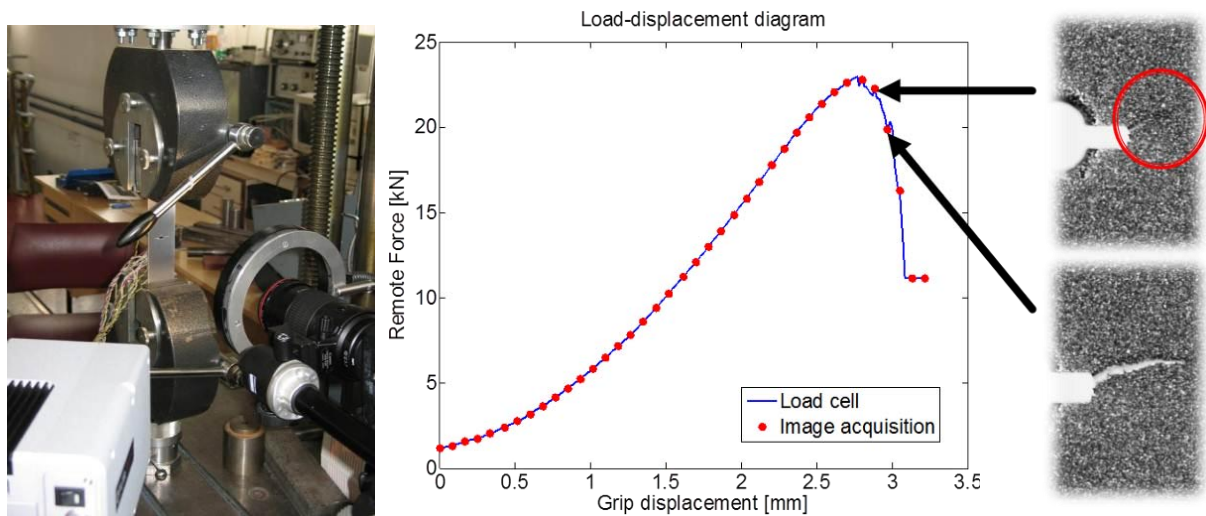 Load-displacement diagram
25
20
15
10
5
0
Remote Force [kN]
Load cell
Image acquisition
0 0.5 1 1.5 2 2.5 3 3.5
Grip displacement [mm]